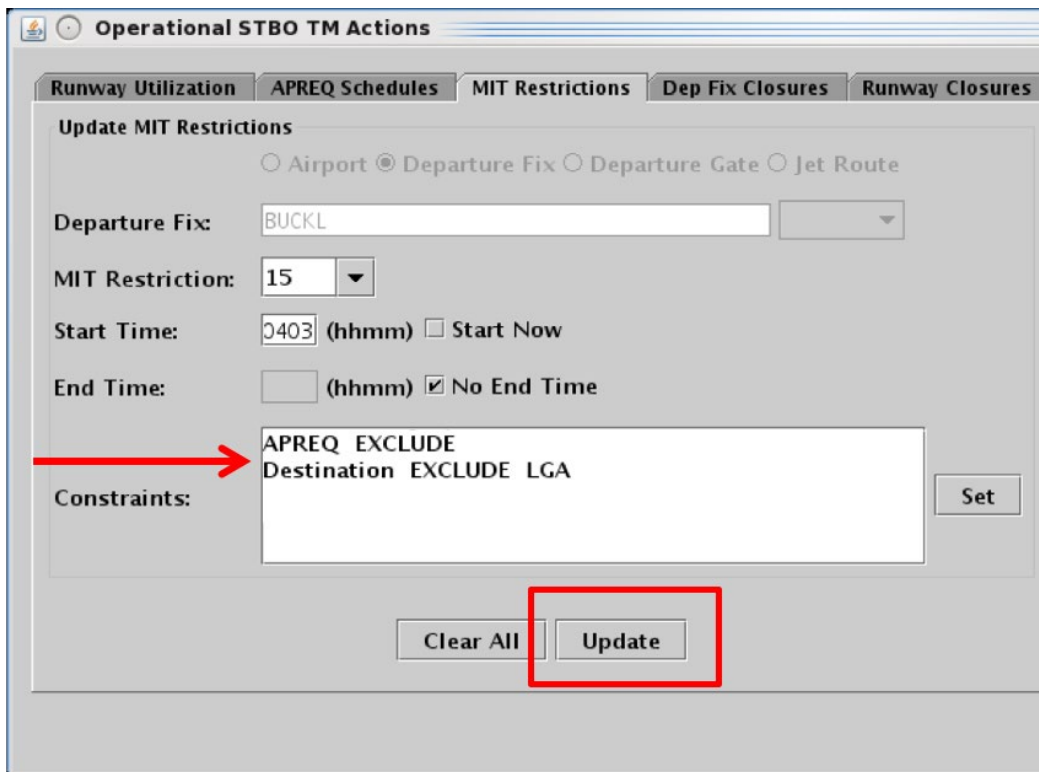 Operational STBO TM Actions
Runway Utilization APREQ Schedules MIT Restrictions Dep Fix Closures Runway Closures
Update MIT Restrictions
Airport Departure Fix Departure Gate Jet Route
Departure Fix: BUCKL
MIT Restriction: 15
Start Time: 0403 (hhmm) Start Now
End Time: (hhmm) No End Time
APREQ EXCLUDE
Destination EXCLUDE LGA
Constraints: Set
Clear All Update